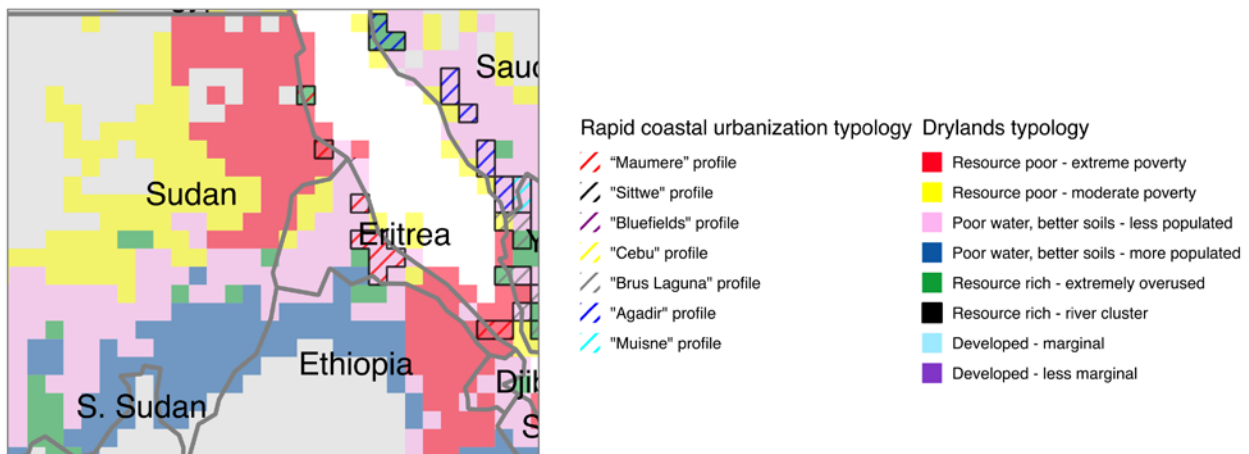 Sauc
Sudan
Eritrea
Y
Ethiopia
Djib
S. Sudan
S
Rapid coastal urbanization typology
"Maumere" profile
"Sittwe" profile
"Bluefields" profile
"Cebu" profile
"Brus Laguna" profile
"Agadir" profile
"Muisne" profile
Drylands typology
Resource poor - extreme poverty
Resource poor - moderate poverty
Poor water, better soils - less populated
Poor water, better soils - more populated
Resource rich - extremely overused
Resource rich - river cluster
Developed - marginal
Developed - less marginal